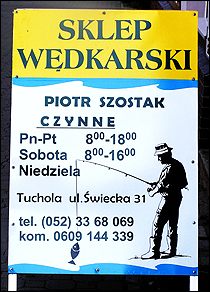 SKLEP
WĘDKARSKI
PIOTR SZOSTAK
CZYNNE
Pn-Pt 8⁰⁰-18⁰⁰
Sobota 8⁰⁰-16⁰⁰
Niedziela
Tuchola ul.Świecka 31
tel. (052) 33 68 069
kom. 0609 144 339